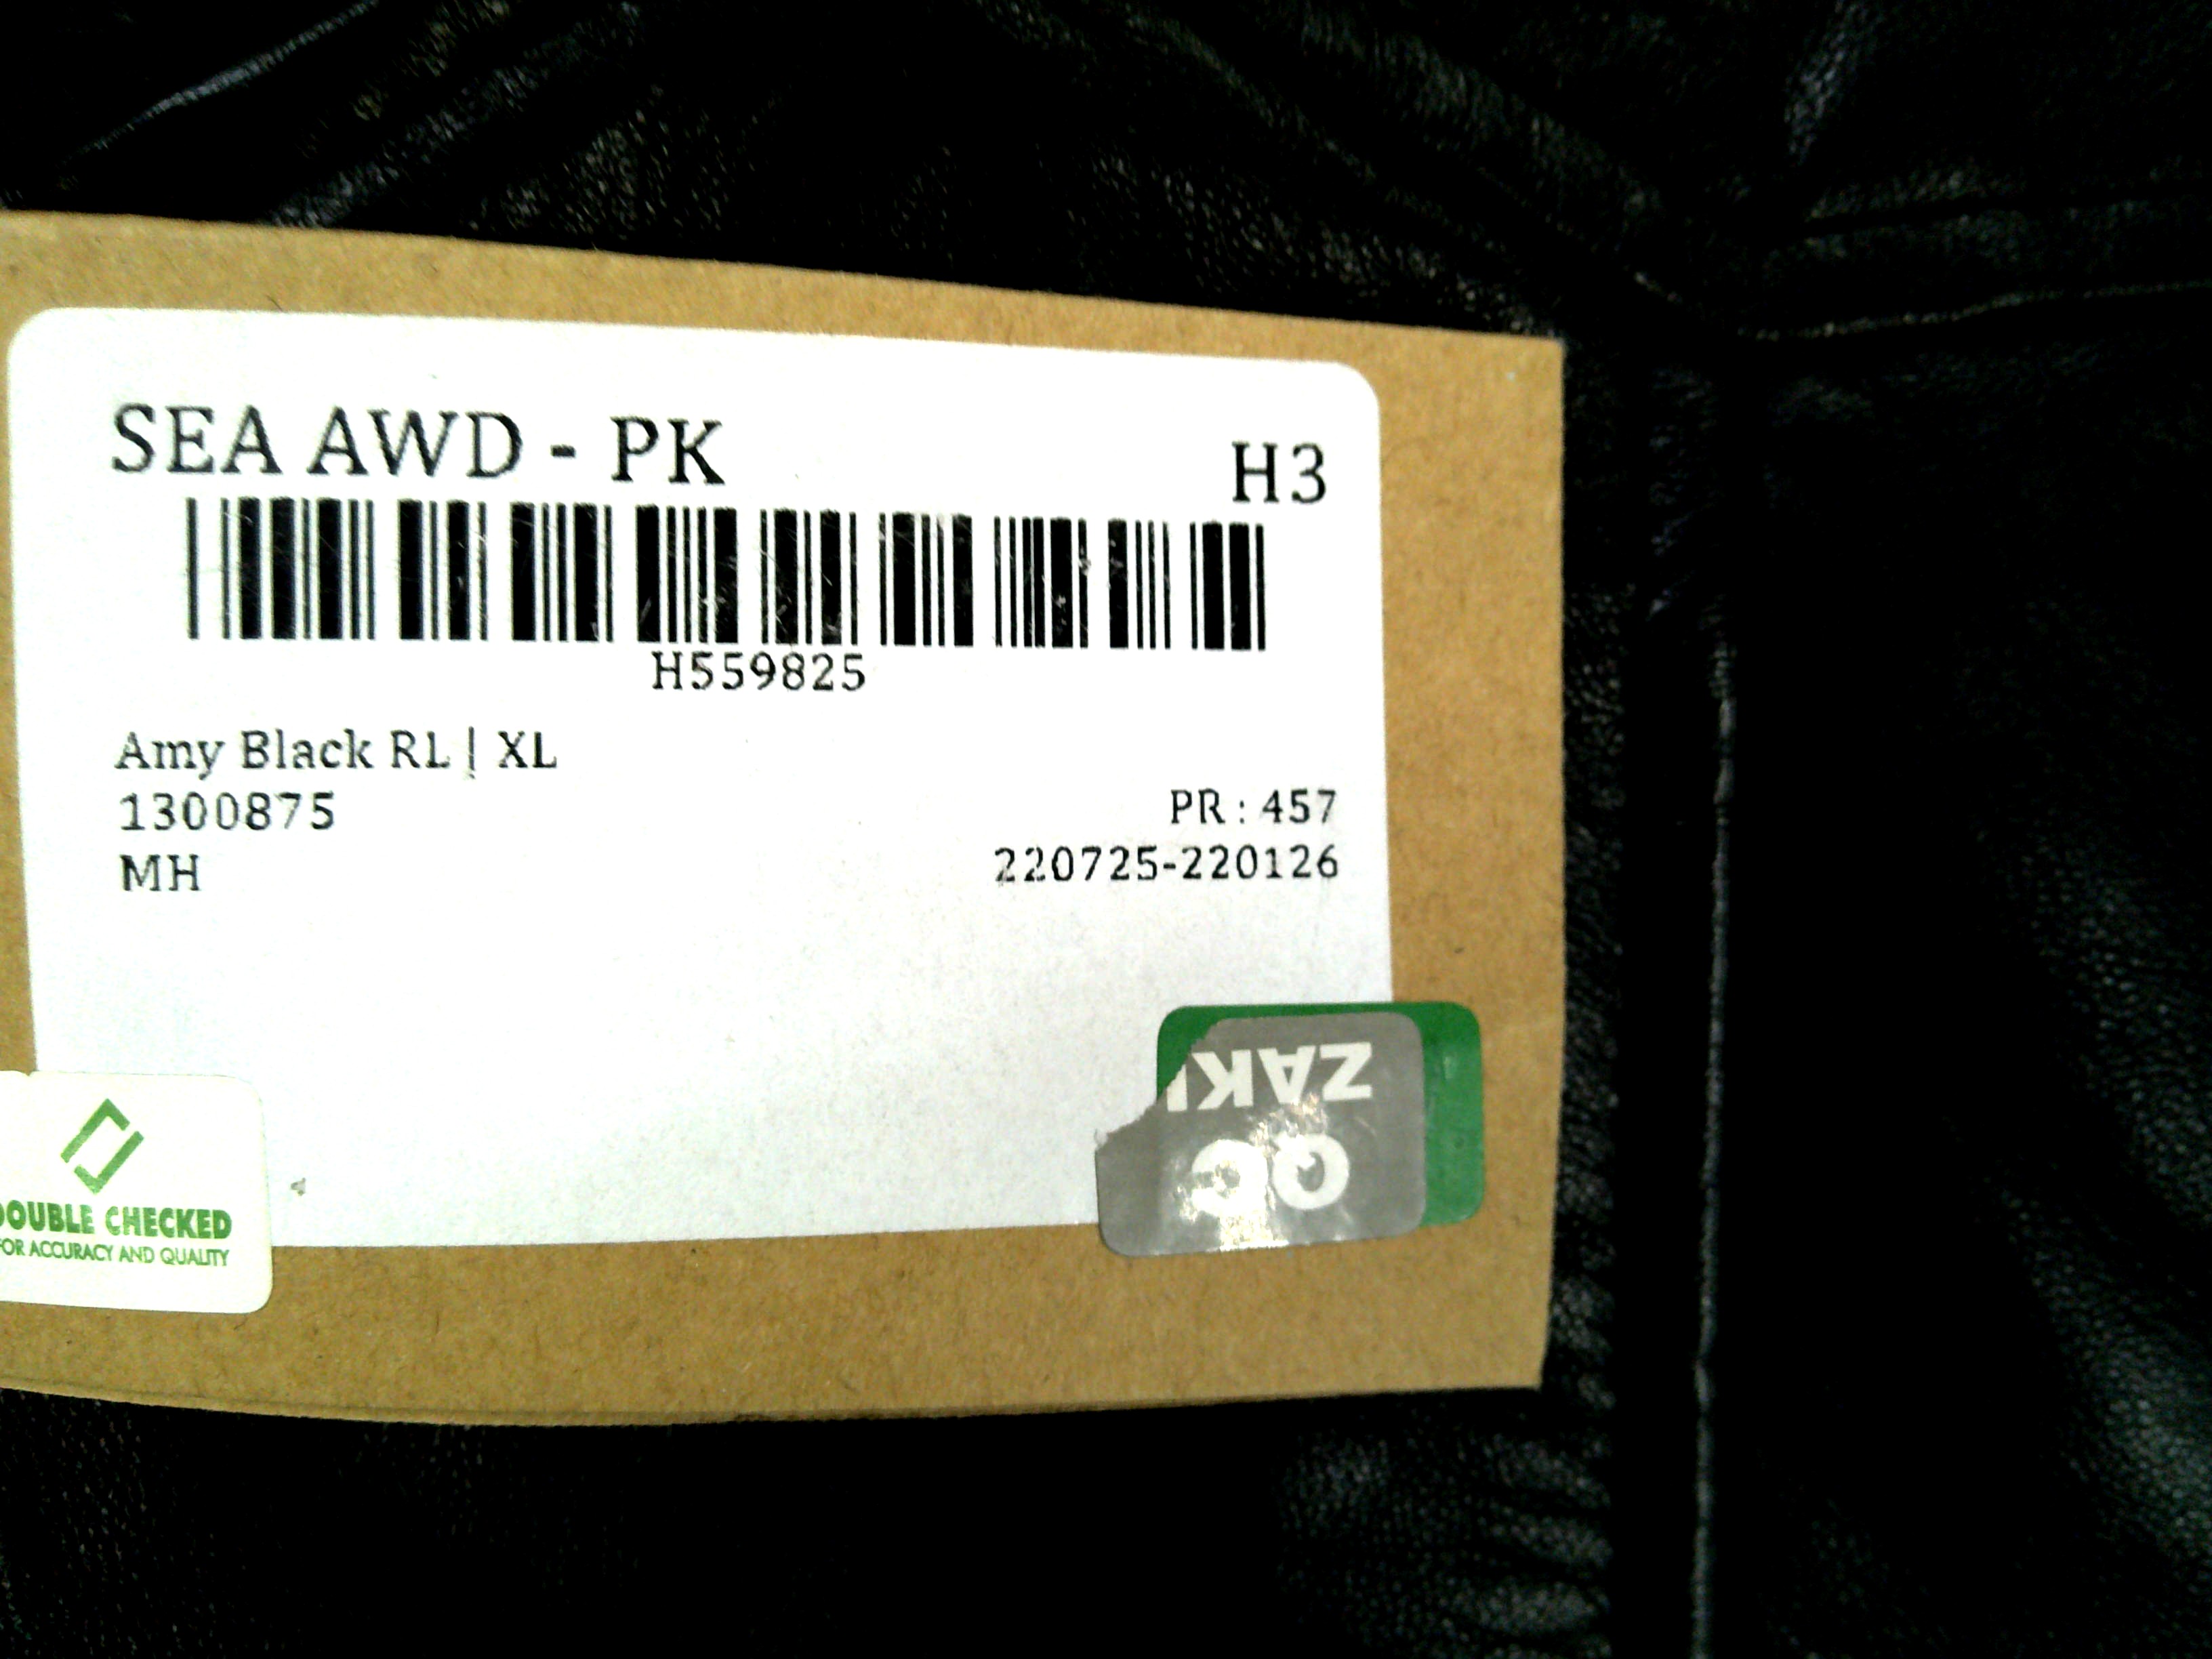 SEA AWD - PK
H3
H559825
Amy Black RL | XL
1300875
PR : 457
MH
220725-220126
ZAKI
QC
DOUBLE CHECKED
FOR ACCURACY AND QUALITY